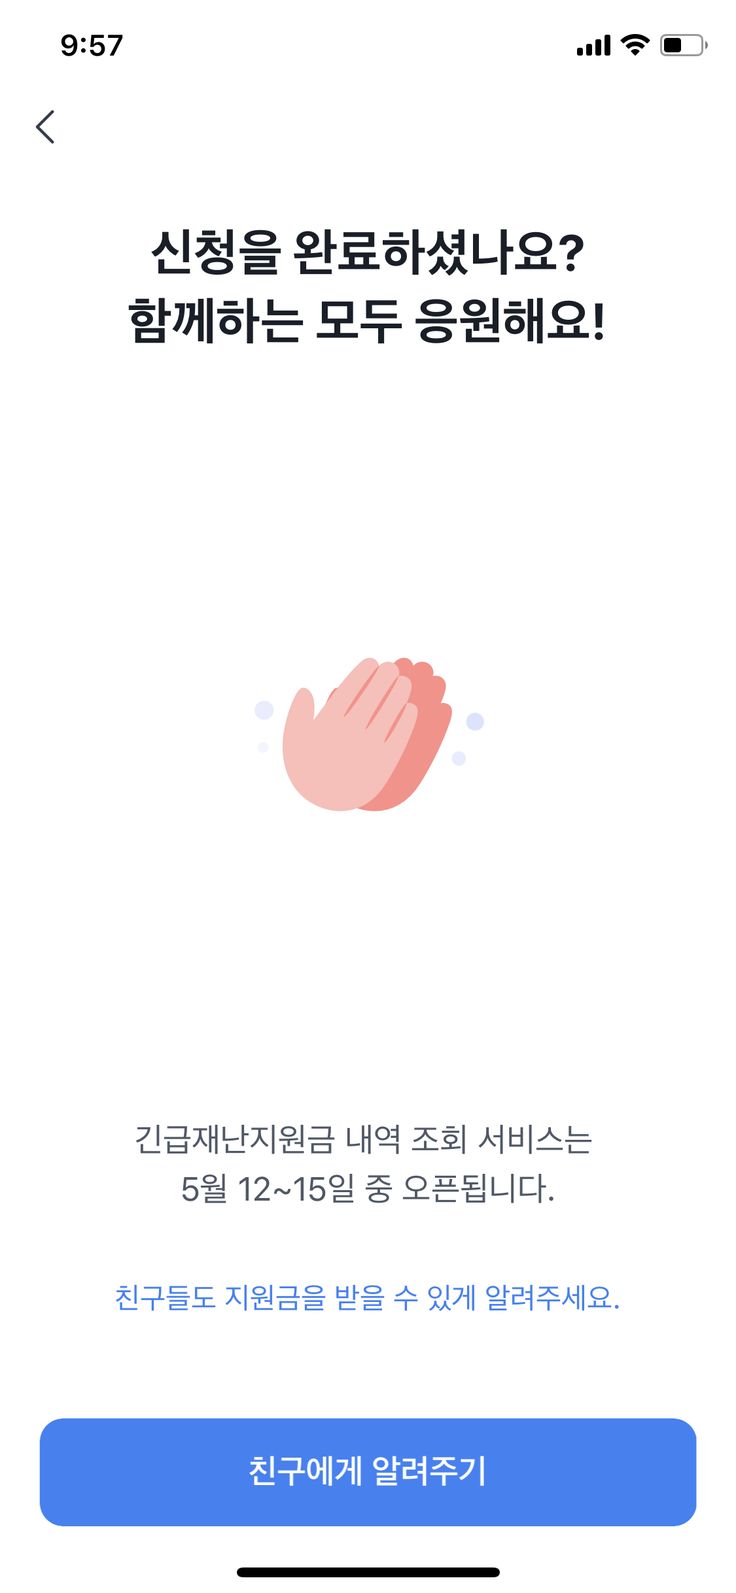 9:57
신청을 완료하셨나요?
함께하는 모두 응원해요!
긴급재난지원금 내역 조회 서비스는
5월 12~15일 중 오픈됩니다.
친구들도 지원금을 받을 수 있게 알려주세요.
친구에게 알려주기